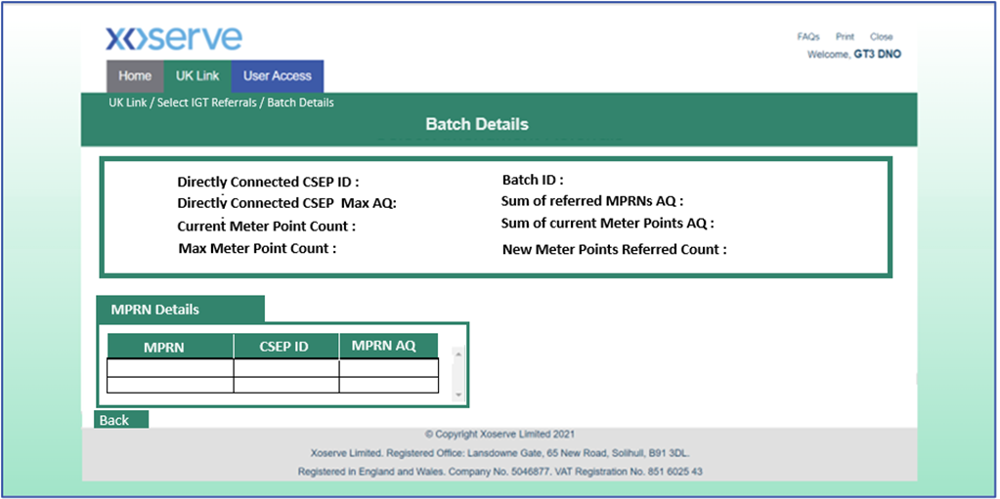 xoserve
FAQs Print Close
Welcome, GT3 DNO
Home UK Link User Access
UK Link / Select IGT Referrals / Batch Details
Batch Details
Directly Connected CSEP ID : Batch ID :
Directly Connected CSEP Max AQ: Sum of referred MPRNs AQ :
Current Meter Point Count : Sum of current Meter Points AQ :
Max Meter Point Count : New Meter Points Referred Count :
MPRN Details
MPRN CSEP ID MPRN AQ
Back
© Copyright Xoserve Limited 2021
Xoserve Limited. Registered Office: Lansdowne Gate, 65 New Road, Solihull, B91 3DL.
Registered in England and Wales. Company No. 5046877. VAT Registration No. 851 6025 43